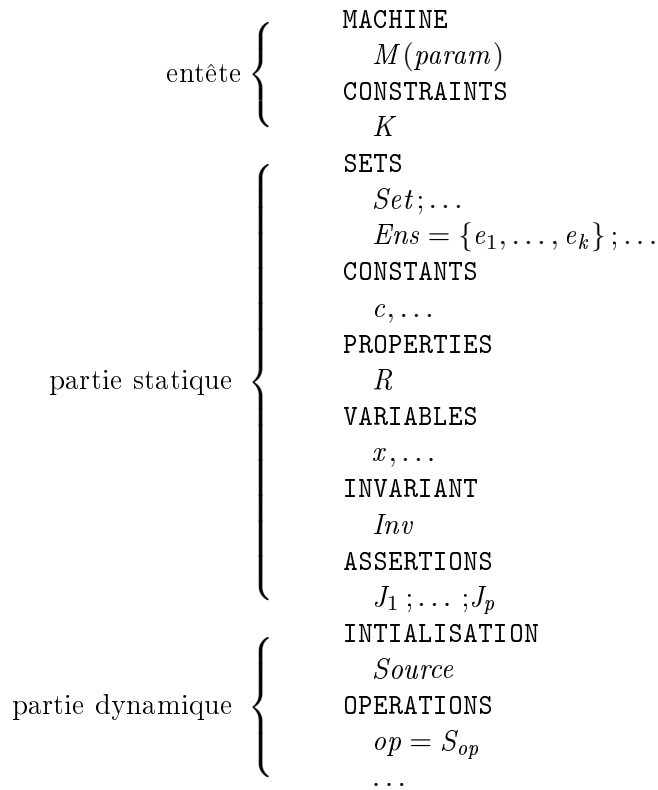 MACHINE
M(param)
entête
CONSTRAINTS
K
SETS
Set; . . .
Ens = {e₁, . . . , eₖ} ; . . .
CONSTANTS
c, . . .
PROPERTIES
R
partie statique
VARIABLES
x, . . .
INVARIANT
Inv
ASSERTIONS
J₁ ; . . . ; Jₚ
INTIALISATION
Source
partie dynamique
OPERATIONS
op = Sₒₚ
. . .